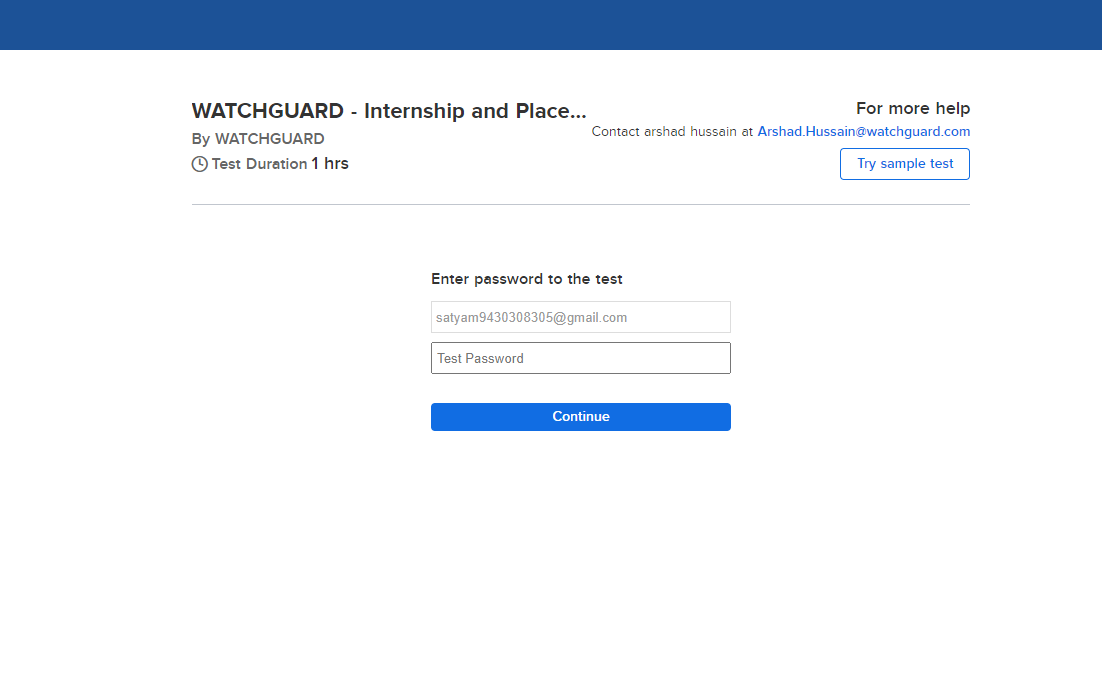 WATCHGUARD - Internship and Place...
By WATCHGUARD
Test Duration 1 hrs
For more help
Contact arshad hussain at Arshad.Hussain@watchguard.com
Try sample test
Enter password to the test
satyam9430308305@gmail.com
Test Password
Continue